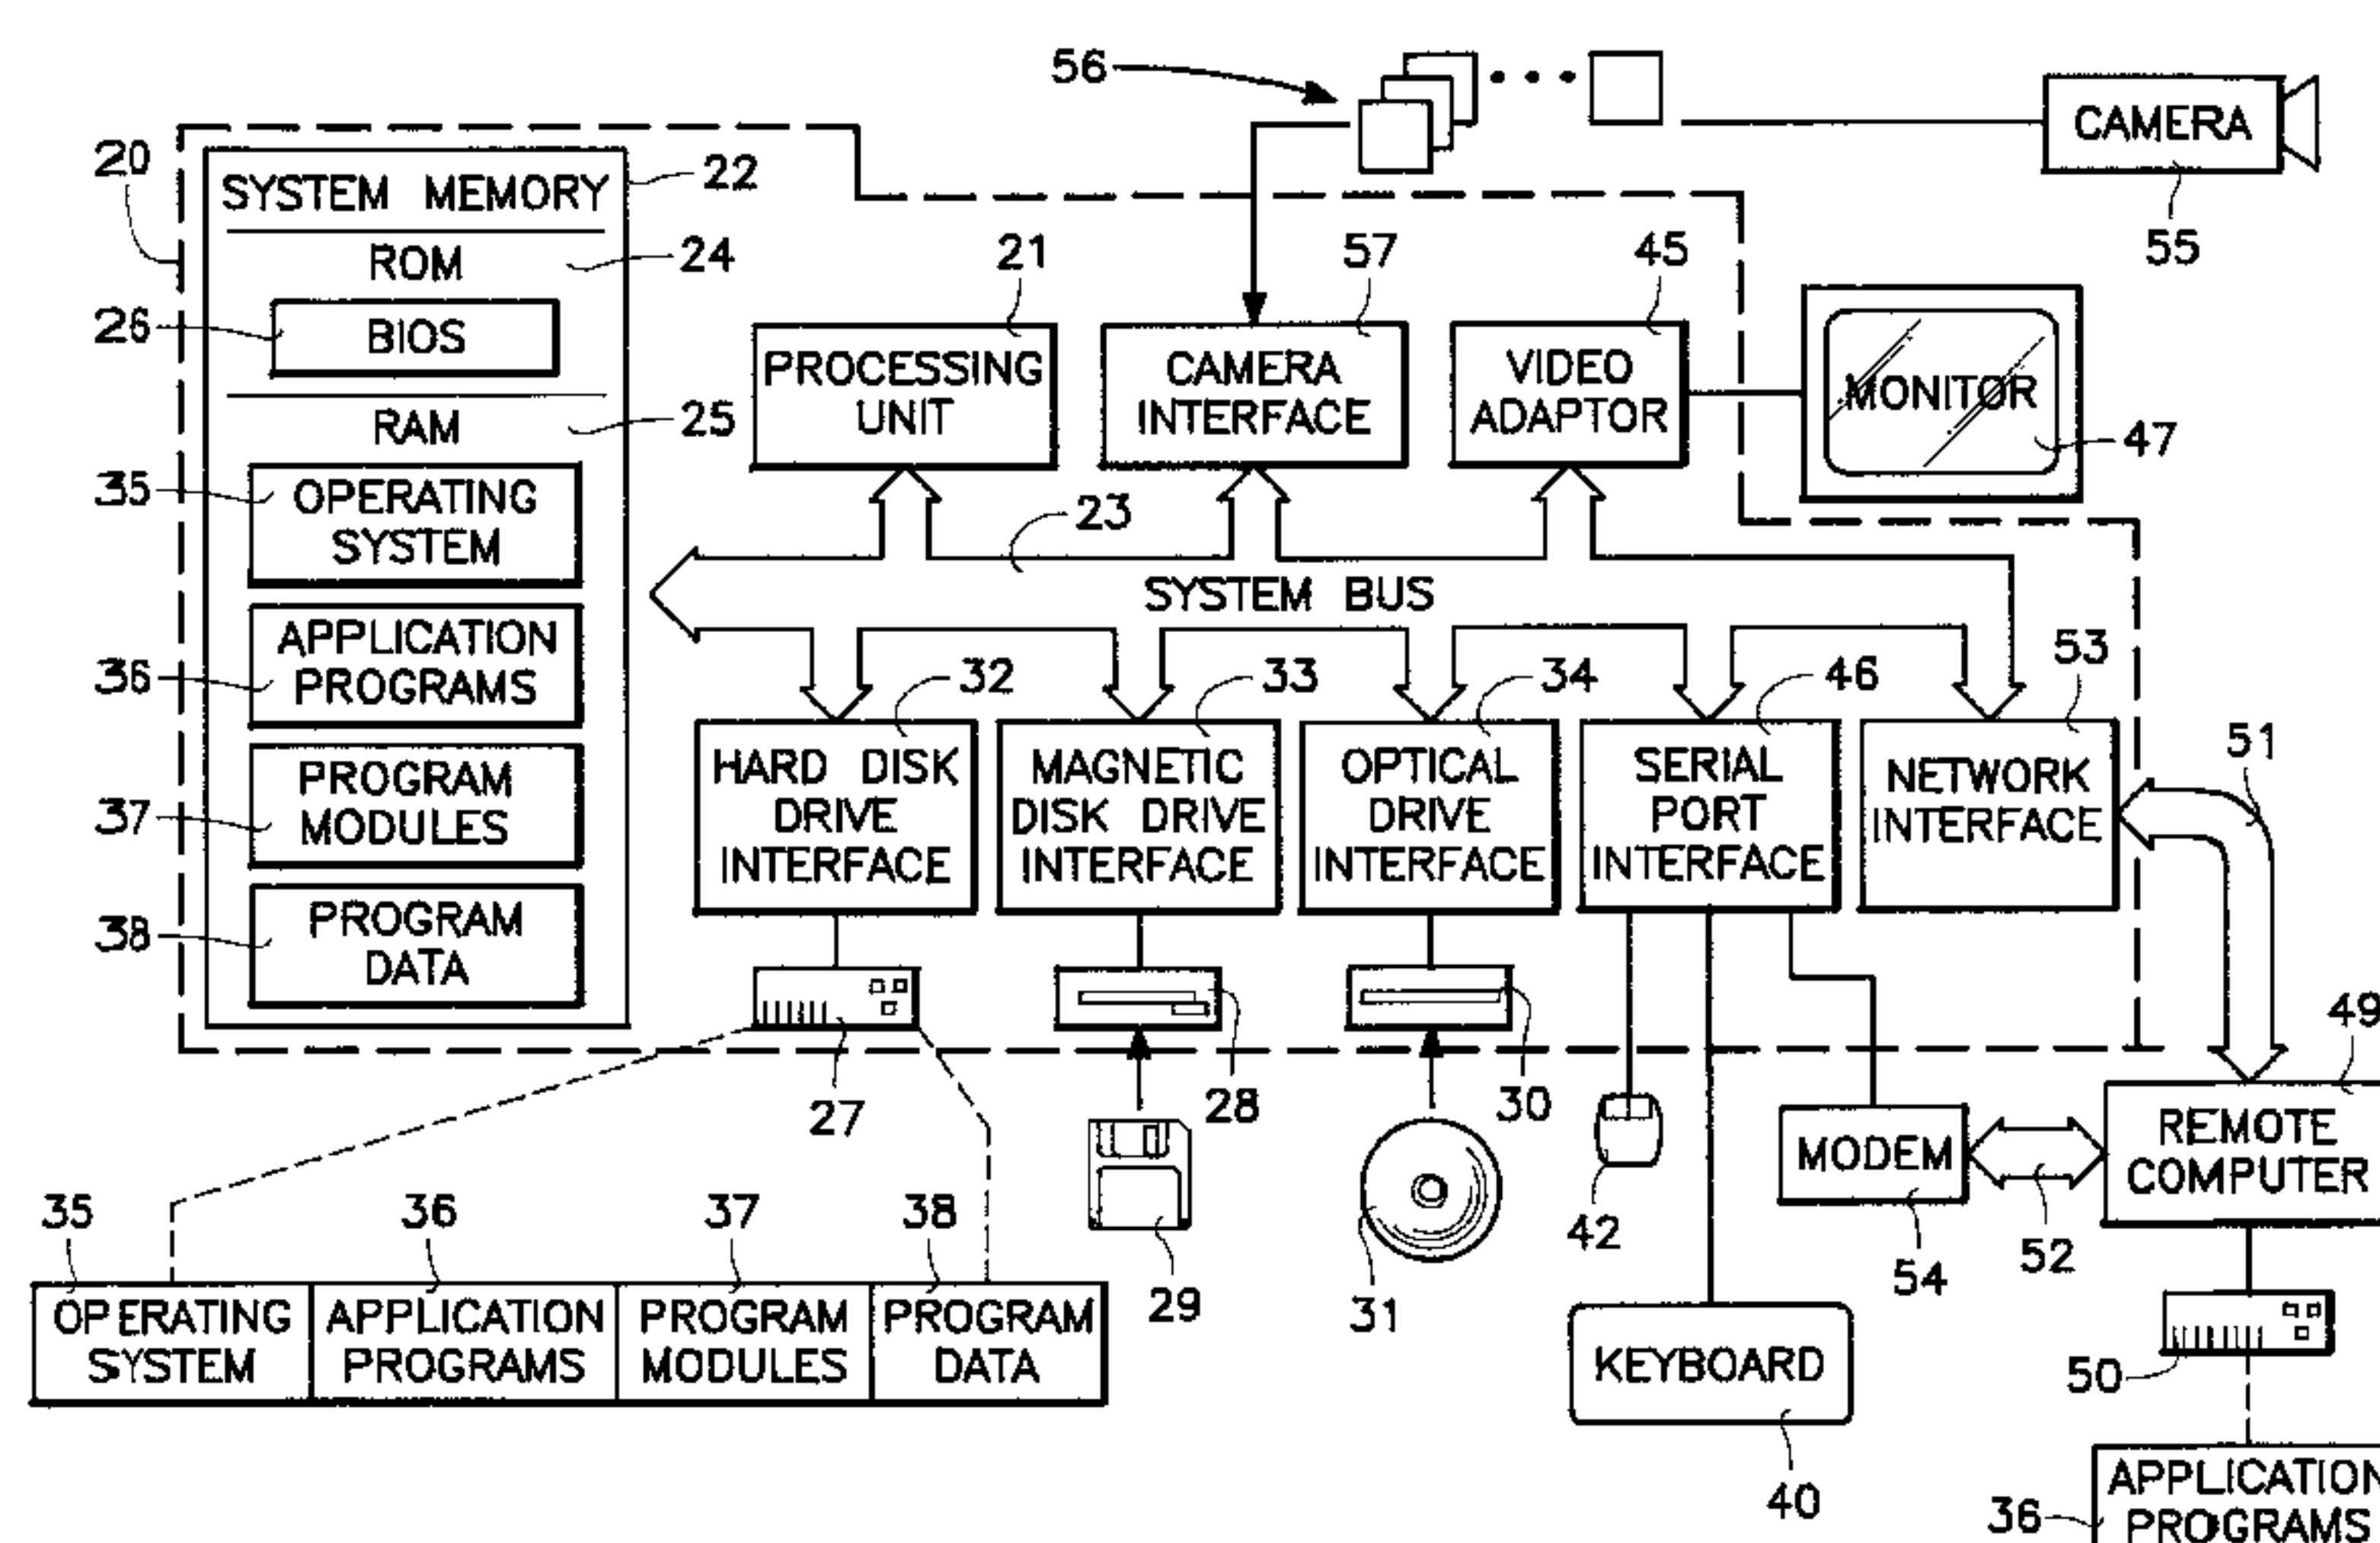 56
CAMERA
55
20
SYSTEM MEMORY
22
ROM
24
26
BIOS
RAM
25
35
OPERATING
SYSTEM
36
APPLICATION
PROGRAMS
37
PROGRAM
MODULES
38
PROGRAM
DATA
21
PROCESSING
UNIT
57
CAMERA
INTERFACE
45
VIDEO
ADAPTOR
MONITOR
47
23
SYSTEM BUS
32
HARD DISK
DRIVE
INTERFACE
33
MAGNETIC
DISK DRIVE
INTERFACE
34
OPTICAL
DRIVE
INTERFACE
46
SERIAL
PORT
INTERFACE
53
NETWORK
INTERFACE
51
27
28
30
29
31
42
MODEM
54
52
49
REMOTE
COMPUTER
50
KEYBOARD
40
35
OPERATING
SYSTEM
36
APPLICATION
PROGRAMS
37
PROGRAM
MODULES
38
PROGRAM
DATA
36
APPLICATION
PROGRAMS